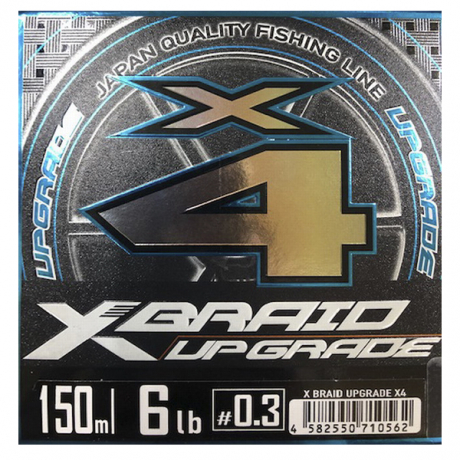 JAPAN QUALITY FISHING LINE
UPGRADE
UPGRADE
X
4
X BRAID
UPGRADE
150m 6lb #0.3
X BRAID UPGRADE X4
4 582550 710562